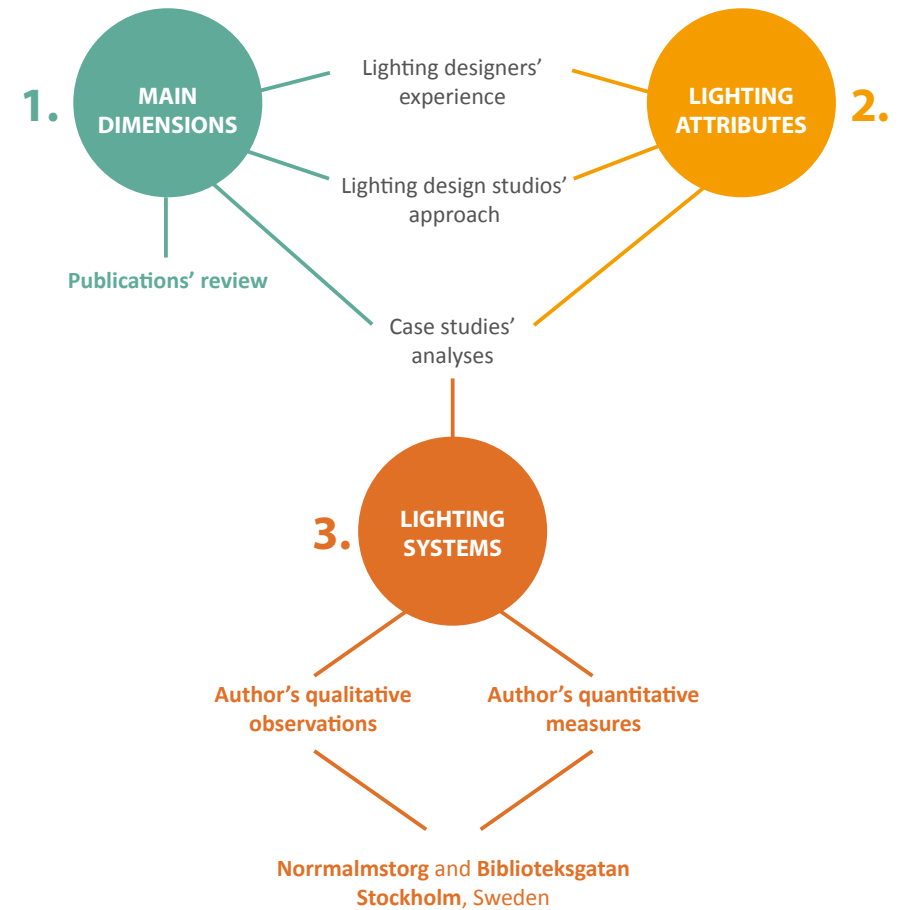 1.
MAIN
DIMENSIONS
Lighting designers’
experience
LIGHTING
ATTRIBUTES
2.
Lighting design studios’
approach
Publications’ review
Case studies’
analyses
3.
LIGHTING
SYSTEMS
Author’s qualitative
observations
Author’s quantitative
measures
Norrmalmstorg and Biblioteksgatan
Stockholm, Sweden